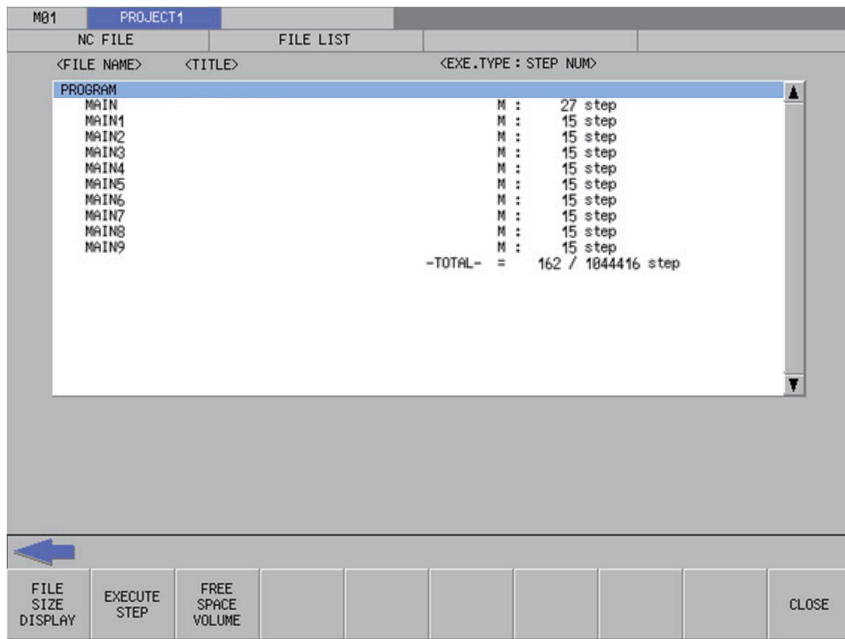 M01 PROJECT1
NC FILE FILE LIST
<FILE NAME> <TITLE> <EXE.TYPE : STEP NUM>
PROGRAM
MAIN M : 27 step
MAIN1 M : 15 step
MAIN2 M : 15 step
MAIN3 M : 15 step
MAIN4 M : 15 step
MAIN5 M : 15 step
MAIN6 M : 15 step
MAIN7 M : 15 step
MAIN8 M : 15 step
MAIN9 M : 15 step
-TOTAL- = 162 / 1044416 step
FILE SIZE DISPLAY
EXECUTE STEP
FREE SPACE VOLUME
CLOSE